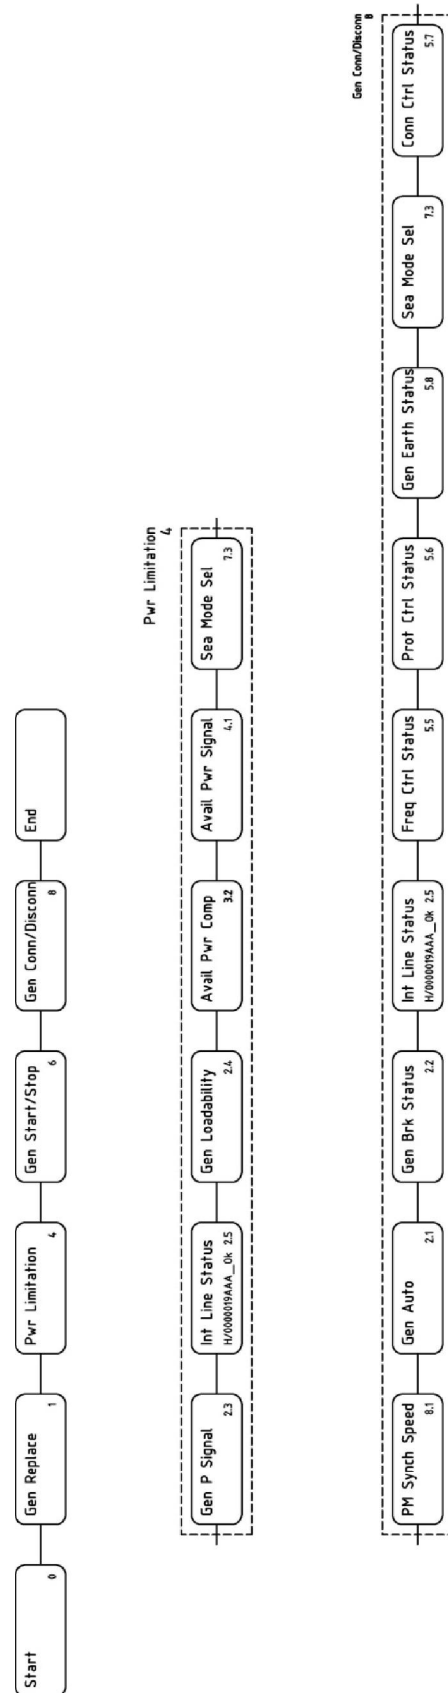 Start
0
Gen Replace
1
Pwr Limitation
4
Gen Start/Stop
6
Gen Conn/Disconn
8
End
Pwr Limitation
4
Gen P Signal
2.3
Int Line Status
H/0000019AAA__Ok 2.5
Gen Loadability
2.4
Avail Pwr Comp
3.2
Avail Pwr Signal
4.1
Sea Mode Sel
7.3
Gen Conn/Disconn
8
PM Synch Speed
8.1
Gen Auto
2.1
Gen Brk Status
2.2
Int Line Status
H/0000019AAA__Ok 2.5
Freq Ctrl Status
5.5
Prot Ctrl Status
5.6
Gen Earth Status
5.8
Sea Mode Sel
7.3
Conn Ctrl Status
5.7